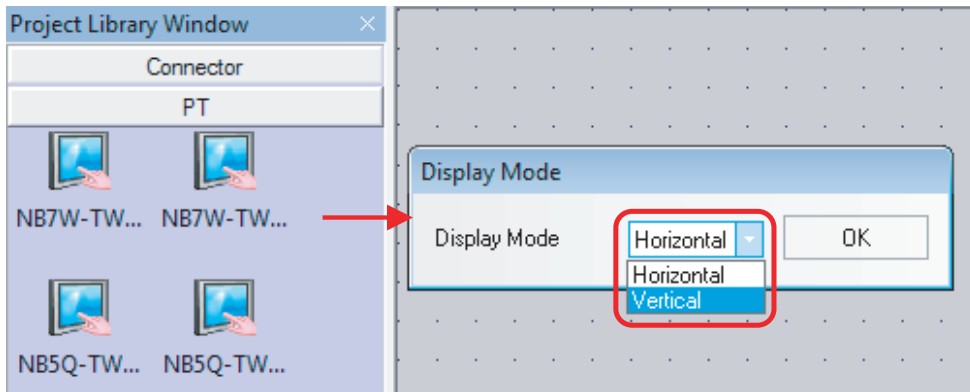 Project Library Window
Connector
PT
NB7W-TW... NB7W-TW...
NB5Q-TW... NB5Q-TW...
Display Mode
Display Mode Horizontal OK
Horizontal
Vertical